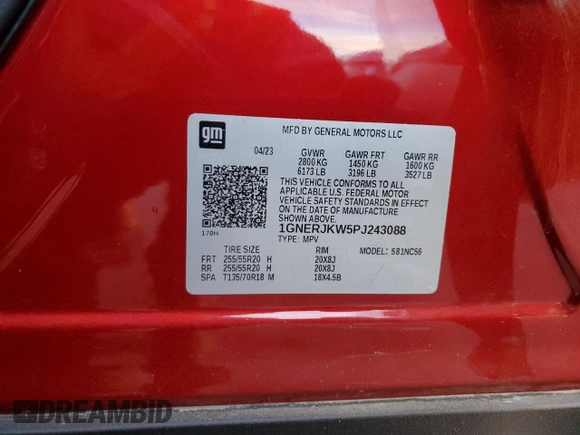 gm
MFD BY GENERAL MOTORS LLC
04/23 GVWR GAWR FRT GAWR RR
2800 KG 1450 KG 1600 KG
6173 LB 3196 LB 3527 LB
THIS VEHICLE CONFORMS TO ALL
APPLICABLE U.S. FEDERAL MOTOR
VEHICLE SAFETY STANDARDS IN EFFECT
ON THE DATE OF MANUFACTURE
SHOWN ABOVE.
1GNERJKW5PJ243088
170H TYPE: MPV MODEL: 581NC56
TIRE SIZE RIM
FRT 255/55R20 H 20X8J
RR 255/55R20 H 20X8J
SPA T135/70R18 M 18X4.5B
DREAMBID